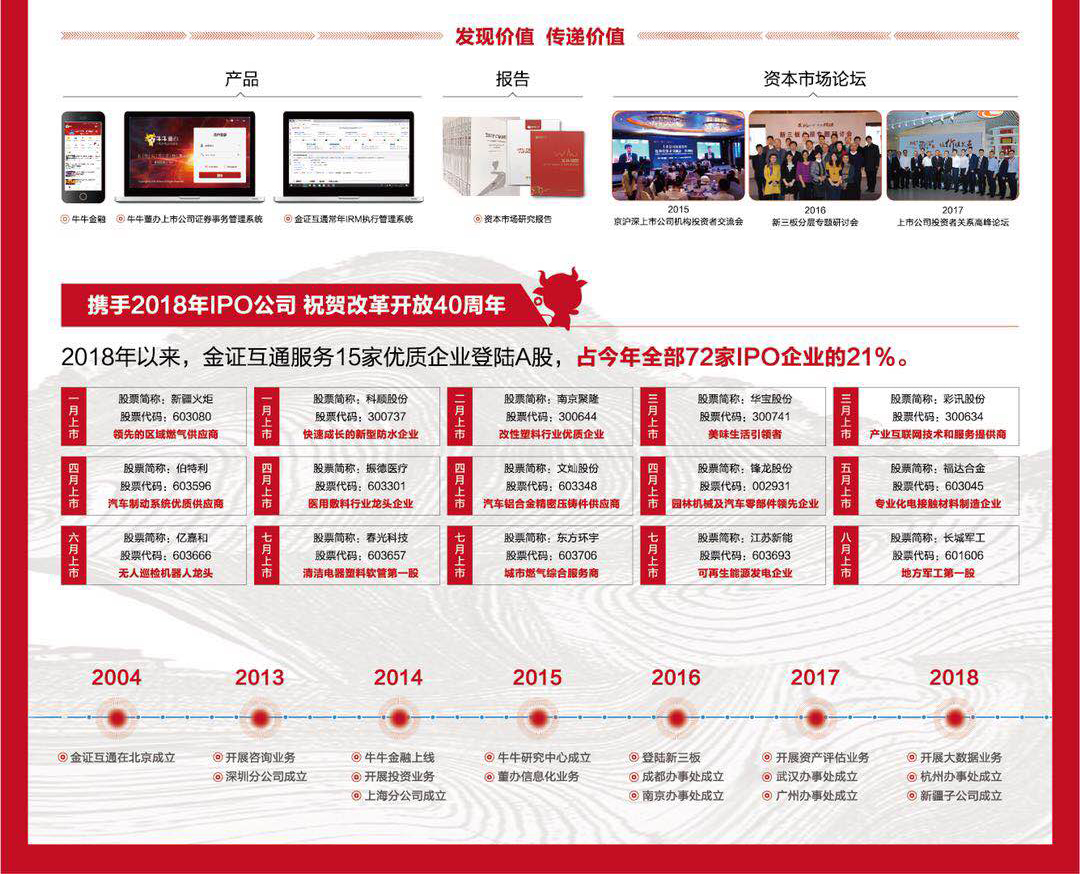 发现价值 传递价值
产品
报告
资本市场论坛
牛牛金融
牛牛董办上市公司证券事务管理系统
金证互通常年IRM执行管理系统
资本市场研究报告
2015
京沪深上市公司机构投资者交流会
2016
新三板分层专题研讨会
2017
上市公司投资者关系高峰论坛
携手2018年IPO公司 祝贺改革开放40周年
2018年以来，金证互通服务15家优质企业登陆A股，占今年全部72家IPO企业的21%。
一月上市
股票简称：新疆火炬
股票代码：603080
领先的区域燃气供应商
一月上市
股票简称：科顺股份
股票代码：300737
快速成长的新型防水企业
二月上市
股票简称：南京聚隆
股票代码：300644
改性塑料行业优质企业
三月上市
股票简称：华宝股份
股票代码：300741
美味生活引领者
三月上市
股票简称：彩讯股份
股票代码：300634
产业互联网技术和服务提供商
四月上市
股票简称：伯特利
股票代码：603596
汽车制动系统优质供应商
四月上市
股票简称：振德医疗
股票代码：603301
医用敷料行业龙头企业
四月上市
股票简称：文灿股份
股票代码：603348
汽车铝合金精密压铸件供应商
四月上市
股票简称：锋龙股份
股票代码：002931
园林机械及汽车零部件领先企业
五月上市
股票简称：福达合金
股票代码：603045
专业化电接触材料制造企业
六月上市
股票简称：亿嘉和
股票代码：603666
无人巡检机器人龙头
七月上市
股票简称：春光科技
股票代码：603657
清洁电器塑料软管第一股
七月上市
股票简称：东方环宇
股票代码：603706
城市燃气综合服务商
七月上市
股票简称：江苏新能
股票代码：603693
可再生能源发电企业
八月上市
股票简称：长城军工
股票代码：601606
地方军工第一股
2004
金证互通在北京成立
2013
开展咨询业务
深圳分公司成立
2014
牛牛金融上线
开展投资业务
上海分公司成立
2015
牛牛研究中心成立
董办信息化业务
2016
登陆新三板
成都办事处成立
南京办事处成立
2017
开展资产评估业务
武汉办事处成立
广州办事处成立
2018
开展大数据业务
杭州办事处成立
新疆子公司成立